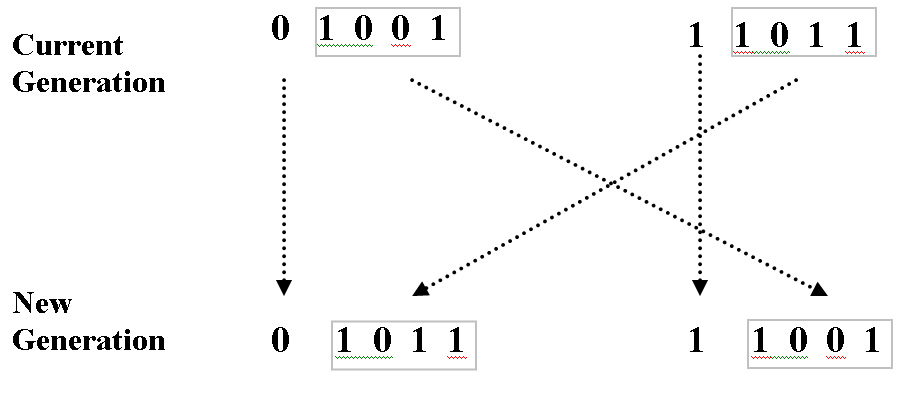 Current
Generation
0 1 0 0 1
1 1 0 1 1
New
Generation
0 1 0 1 1
1 1 0 0 1